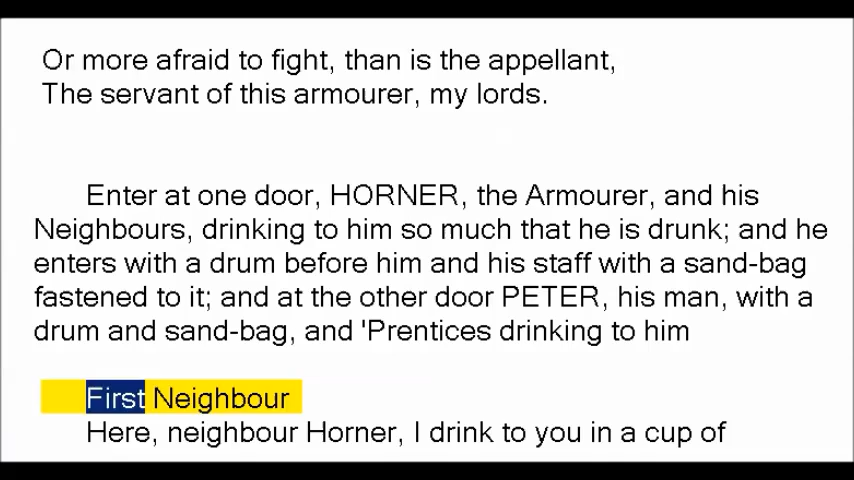 Or more afraid to fight, than is the appellant,
The servant of this armourer, my lords.
Enter at one door, HORNER, the Armourer, and his
Neighbours, drinking to him so much that he is drunk; and he
enters with a drum before him and his staff with a sand-bag
fastened to it; and at the other door PETER, his man, with a
drum and sand-bag, and 'Prentices drinking to him
First Neighbour
Here, neighbour Horner, I drink to you in a cup of